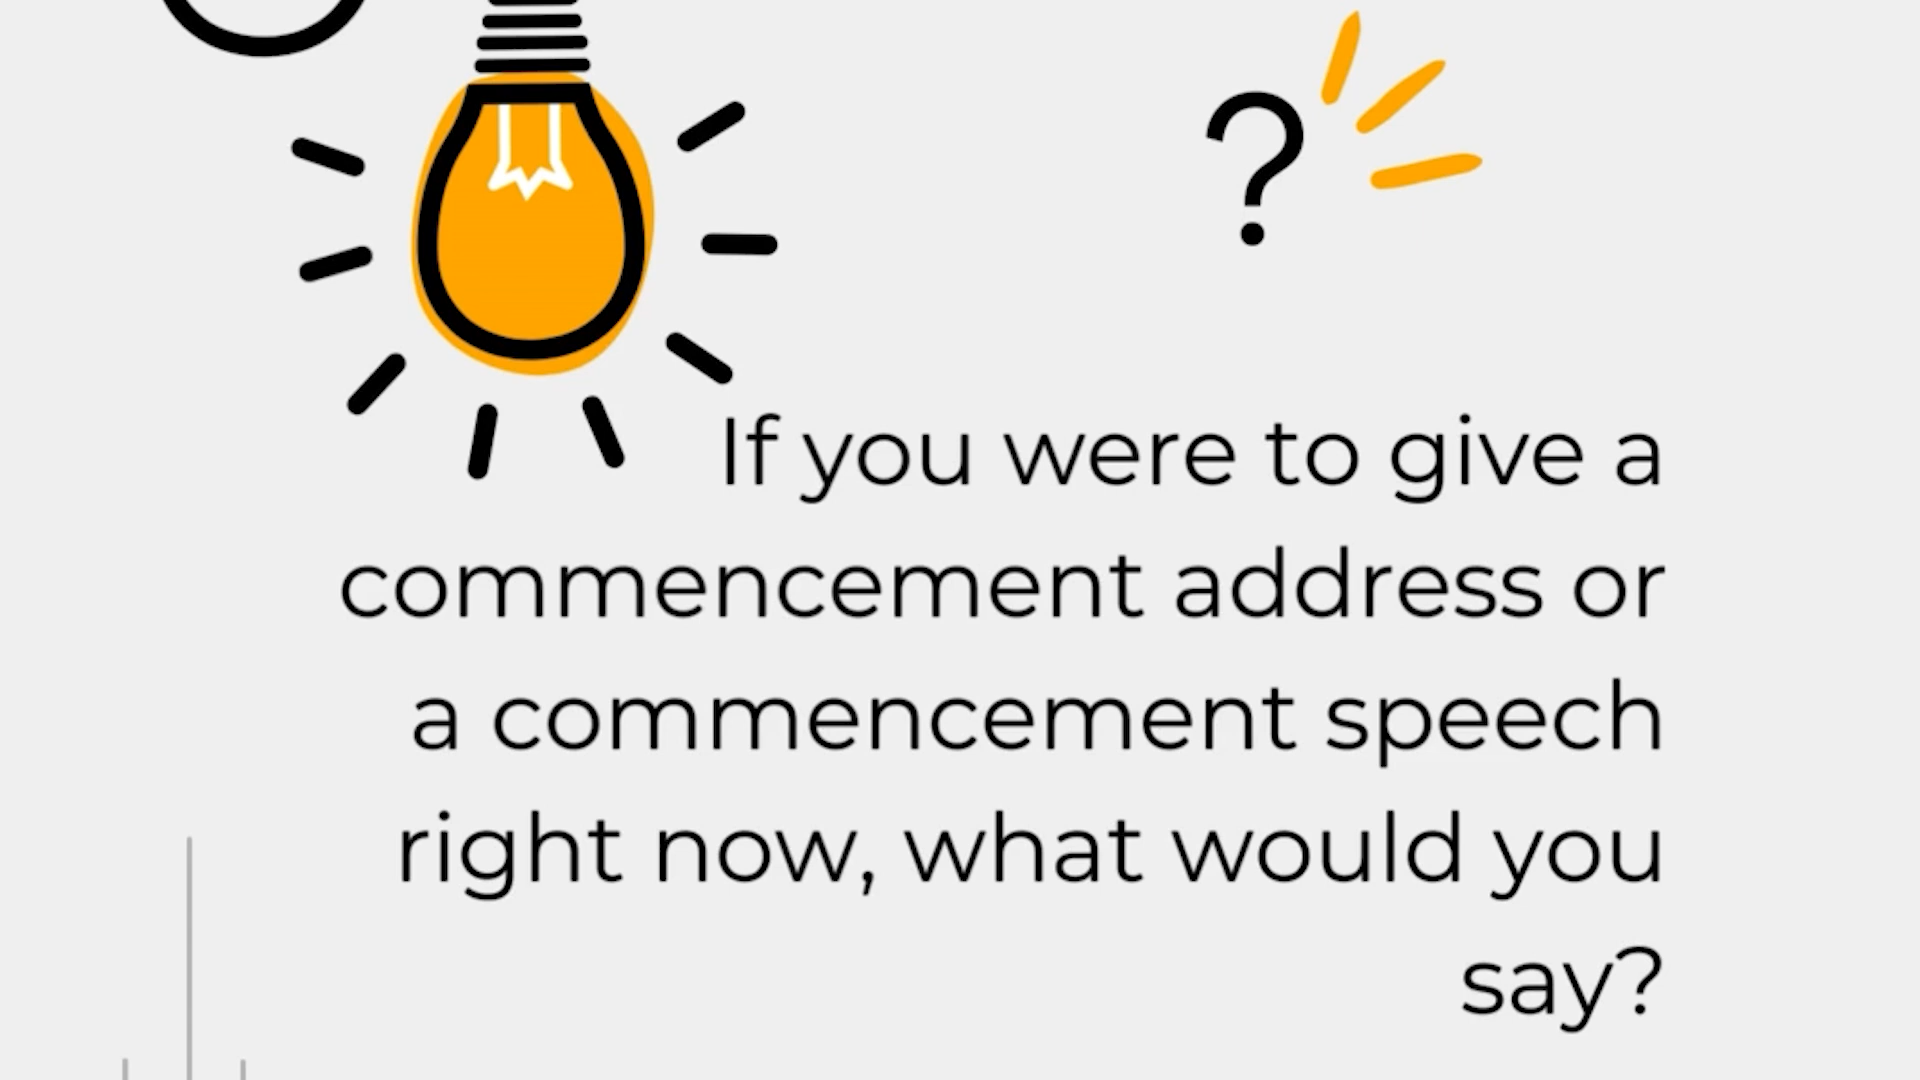 ?
If you were to give a
commencement address or
a commencement speech
right now, what would you
say?